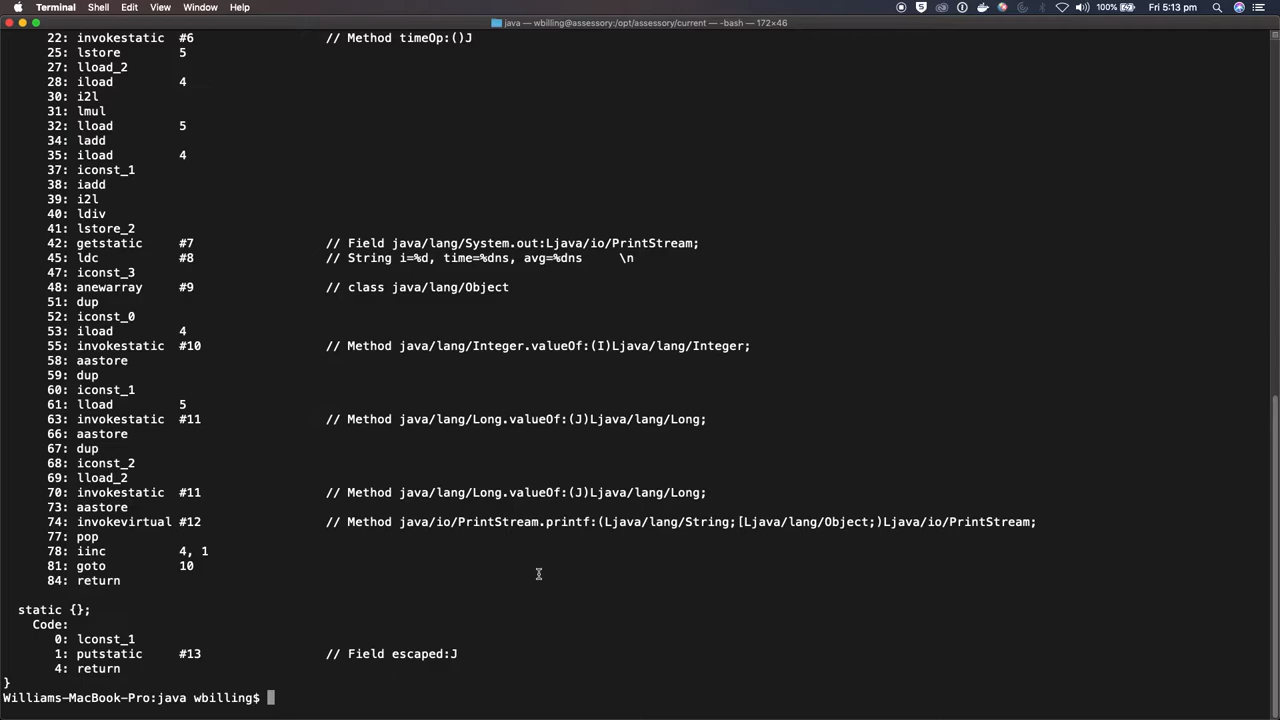 Terminal Shell Edit View Window Help 100% Fri 5:13 pm
java — wbilling@assessory:/opt/assessory/current — -bash — 172×46
22: invokestatic #6 // Method timeOp:()J
25: lstore 5
27: lload_2
28: iload 4
30: i2l
31: lmul
32: lload 5
34: ladd
35: iload 4
37: iconst_1
38: iadd
39: i2l
40: ldiv
41: lstore_2
42: getstatic #7 // Field java/lang/System.out:Ljava/io/PrintStream;
45: ldc #8 // String i=%d, time=%dns, avg=%dns \n
47: iconst_3
48: anewarray #9 // class java/lang/Object
51: dup
52: iconst_0
53: iload 4
55: invokestatic #10 // Method java/lang/Integer.valueOf:(I)Ljava/lang/Integer;
58: aastore
59: dup
60: iconst_1
61: lload 5
63: invokestatic #11 // Method java/lang/Long.valueOf:(J)Ljava/lang/Long;
66: aastore
67: dup
68: iconst_2
69: lload_2
70: invokestatic #11 // Method java/lang/Long.valueOf:(J)Ljava/lang/Long;
73: aastore
74: invokevirtual #12 // Method java/io/PrintStream.printf:(Ljava/lang/String;[Ljava/lang/Object;)Ljava/io/PrintStream;
77: pop
78: iinc 4, 1
81: goto 10
84: return
static {};
Code:
0: lconst_1
1: putstatic #13 // Field escaped:J
4: return
}
Williams-MacBook-Pro:java wbilling$